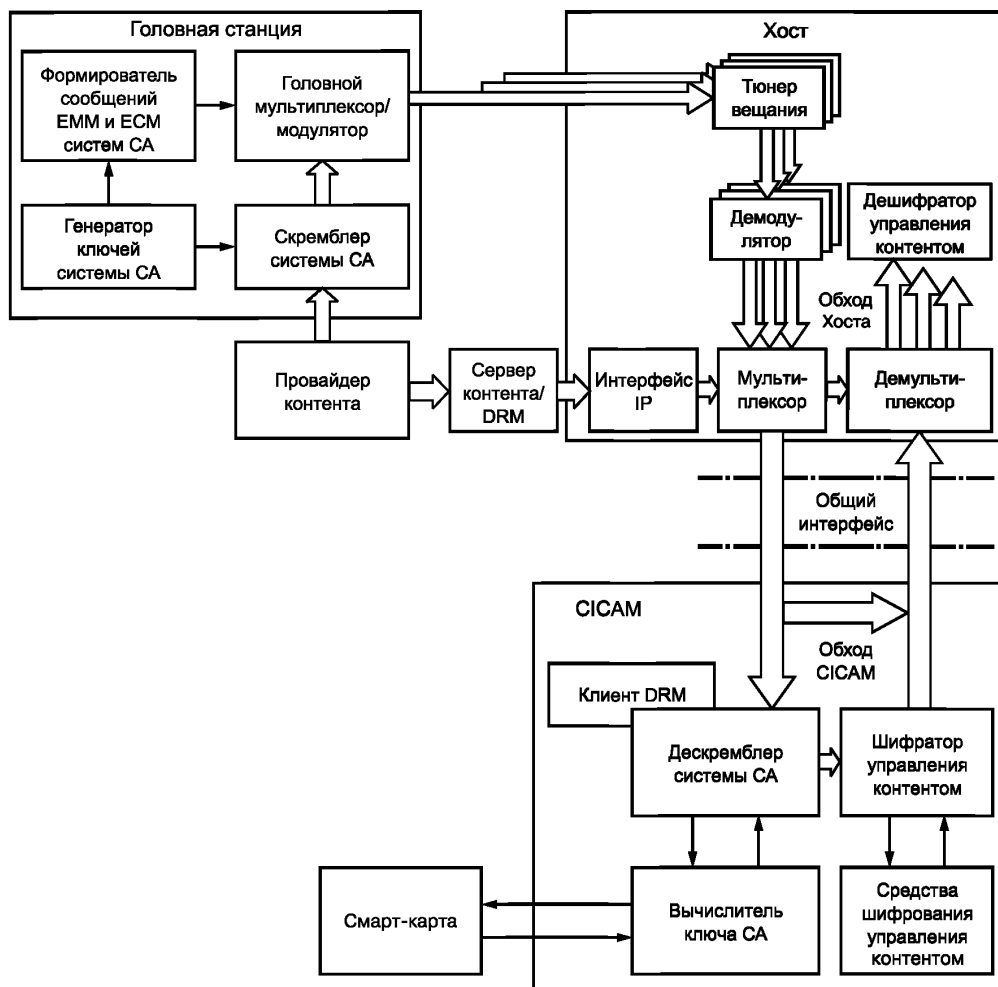 Головная станция
Формирователь
сообщений
EMM и ECM
систем CA
Головной
мультиплексор/
модулятор
Генератор
ключей
системы CA
Скремблер
системы CA
Провайдер
контента
Сервер
контента/
DRM
Хост
Тюнер
вещания
Демоду-
лятор
Дешифратор
управления
контентом
Обход
Хоста
Интерфейс
IP
Мульти-
плексор
Демульти-
плексор
Общий
интерфейс
CICAM
Обход
CICAM
Клиент DRM
Дескремблер
системы CA
Шифратор
управления
контентом
Смарт-карта
Вычислитель
ключа CA
Средства
шифрования
управления
контентом